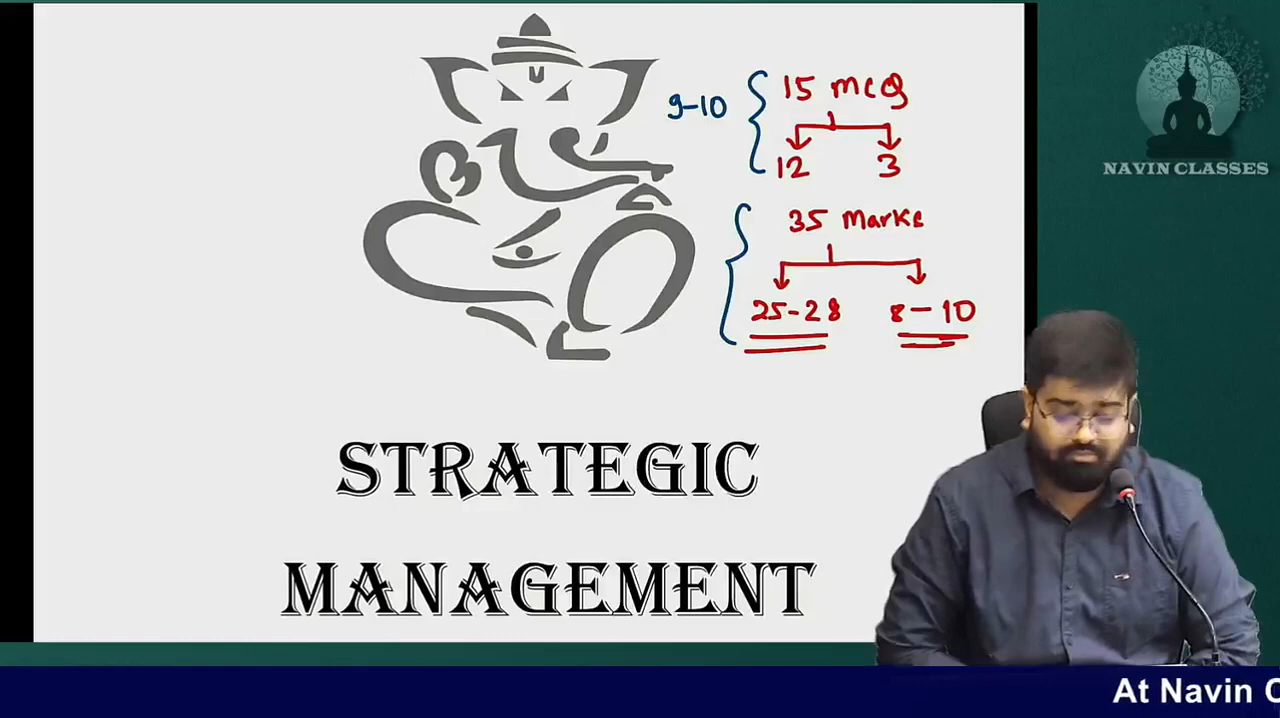 9-10
15 MCQ
12 3
35 Marks
25-28 8-10
NAVIN CLASSES
STRATEGIC
MANAGEMENT
At Navin C